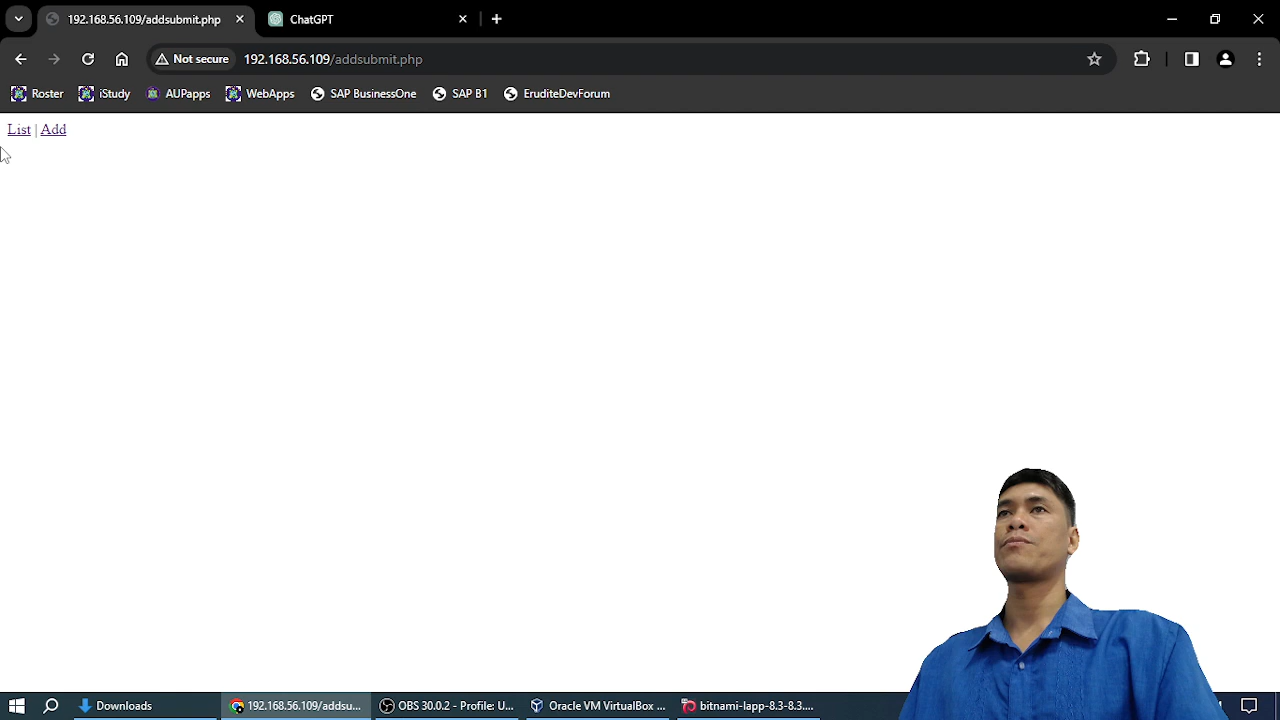 192.168.56.109/addsubmit.php
ChatGPT
Not secure
192.168.56.109/addsubmit.php
Roster
iStudy
AUPapps
WebApps
SAP BusinessOne
SAP B1
EruditeDevForum
List | Add
Downloads
192.168.56.109/addsu...
OBS 30.0.2 - Profile: U...
Oracle VM VirtualBox ...
bitnami-lapp-8.3-8.3....